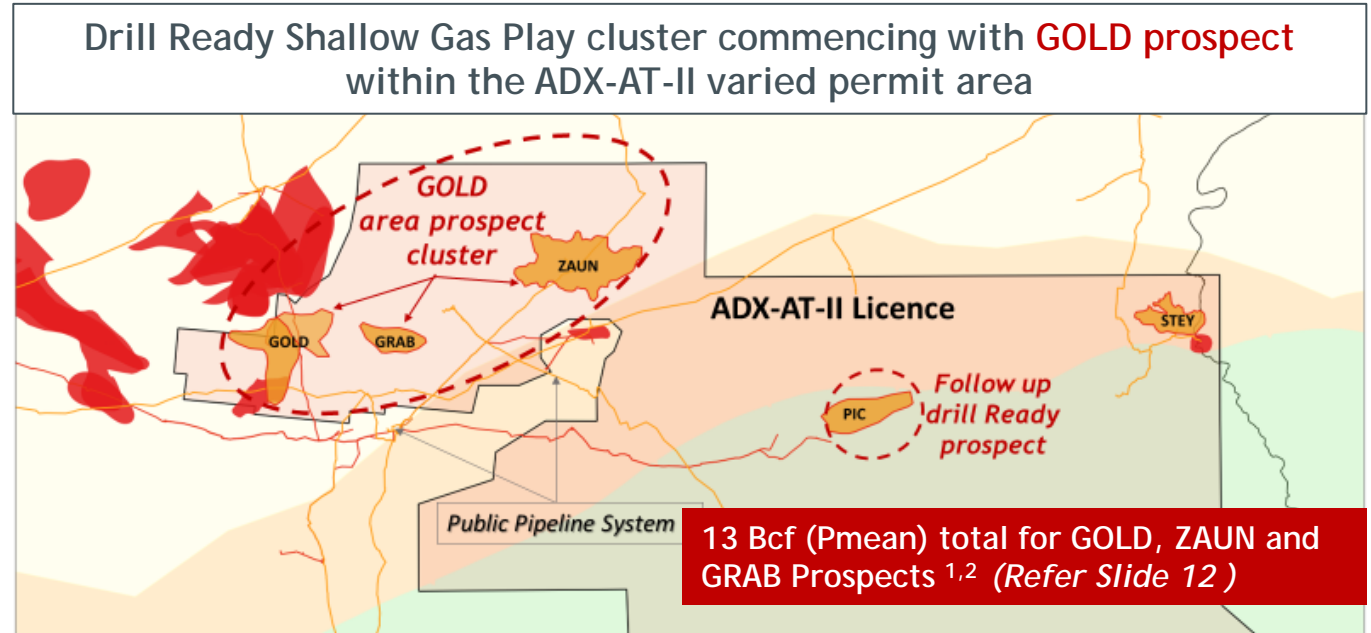 Drill Ready Shallow Gas Play cluster commencing with GOLD prospect
within the ADX-AT-II varied permit area
GOLD
area prospect
cluster
ZAUN
ADX-AT-II Licence
STEY
GOLD
GRAB
Follow up
drill Ready
prospect
PIC
Public Pipeline System
13 Bcf (Pmean) total for GOLD, ZAUN and
GRAB Prospects 1,2 (Refer Slide 12 )